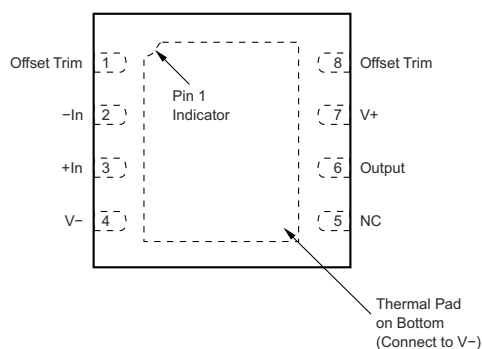 Offset Trim 1 8 Offset Trim
Pin 1
Indicator
−In 2 7 V+
+In 3 6 Output
V− 4 5 NC
Thermal Pad
on Bottom
(Connect to V−)